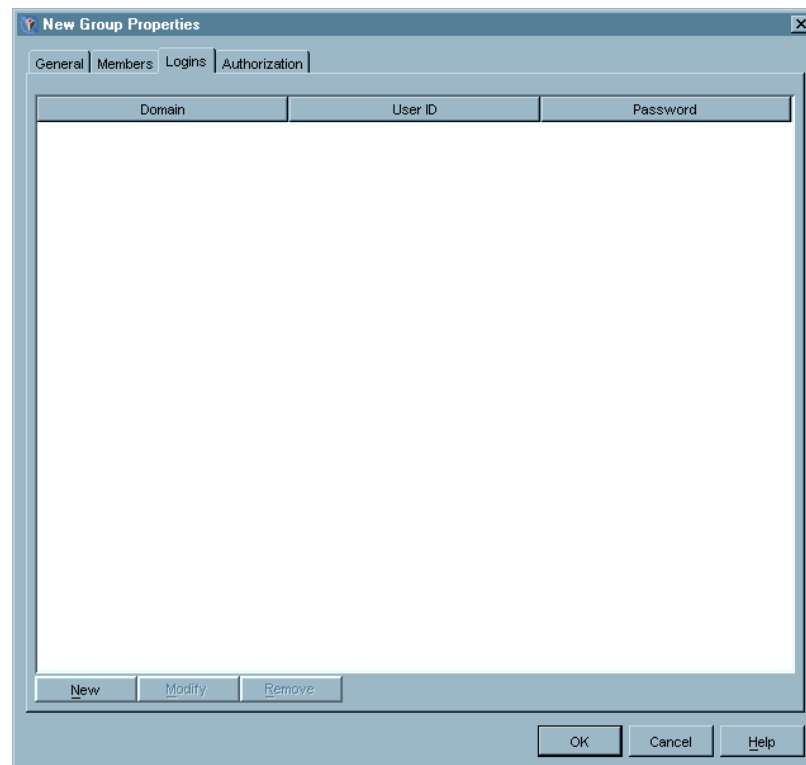 New Group Properties
General Members Logins Authorization
Domain User ID Password
New Modify Remove
OK Cancel Help